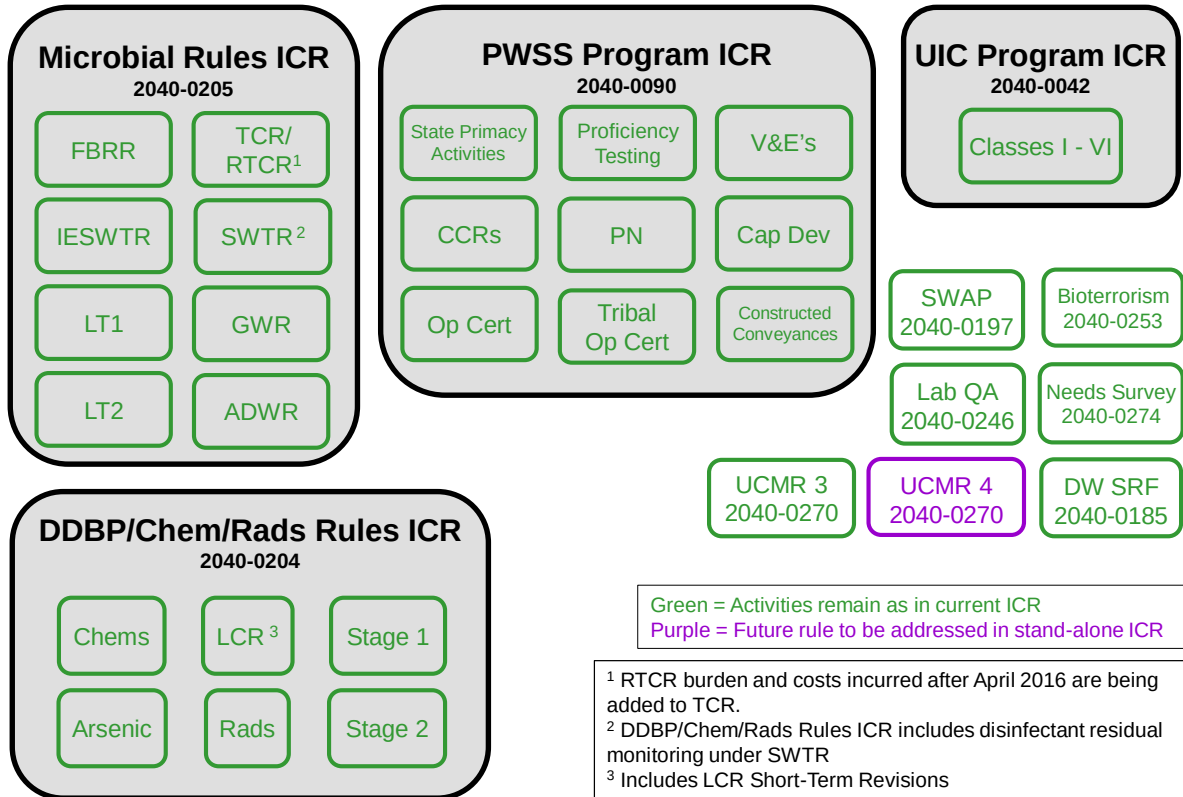 Microbial Rules ICR
2040-0205
FBRR
TCR/
RTCR¹
IESWTR
SWTR ²
LT1
GWR
LT2
ADWR
PWSS Program ICR
2040-0090
State Primacy
Activities
Proficiency
Testing
V&E's
CCRs
PN
Cap Dev
Op Cert
Tribal
Op Cert
Constructed
Conveyances
UIC Program ICR
2040-0042
Classes I - VI
SWAP
2040-0197
Bioterrorism
2040-0253
Lab QA
2040-0246
Needs Survey
2040-0274
UCMR 3
2040-0270
UCMR 4
2040-0270
DW SRF
2040-0185
DDBP/Chem/Rads Rules ICR
2040-0204
Chems
LCR ³
Stage 1
Arsenic
Rads
Stage 2
Green = Activities remain as in current ICR
Purple = Future rule to be addressed in stand-alone ICR
¹ RTCR burden and costs incurred after April 2016 are being
added to TCR.
² DDBP/Chem/Rads Rules ICR includes disinfectant residual
monitoring under SWTR
³ Includes LCR Short-Term Revisions